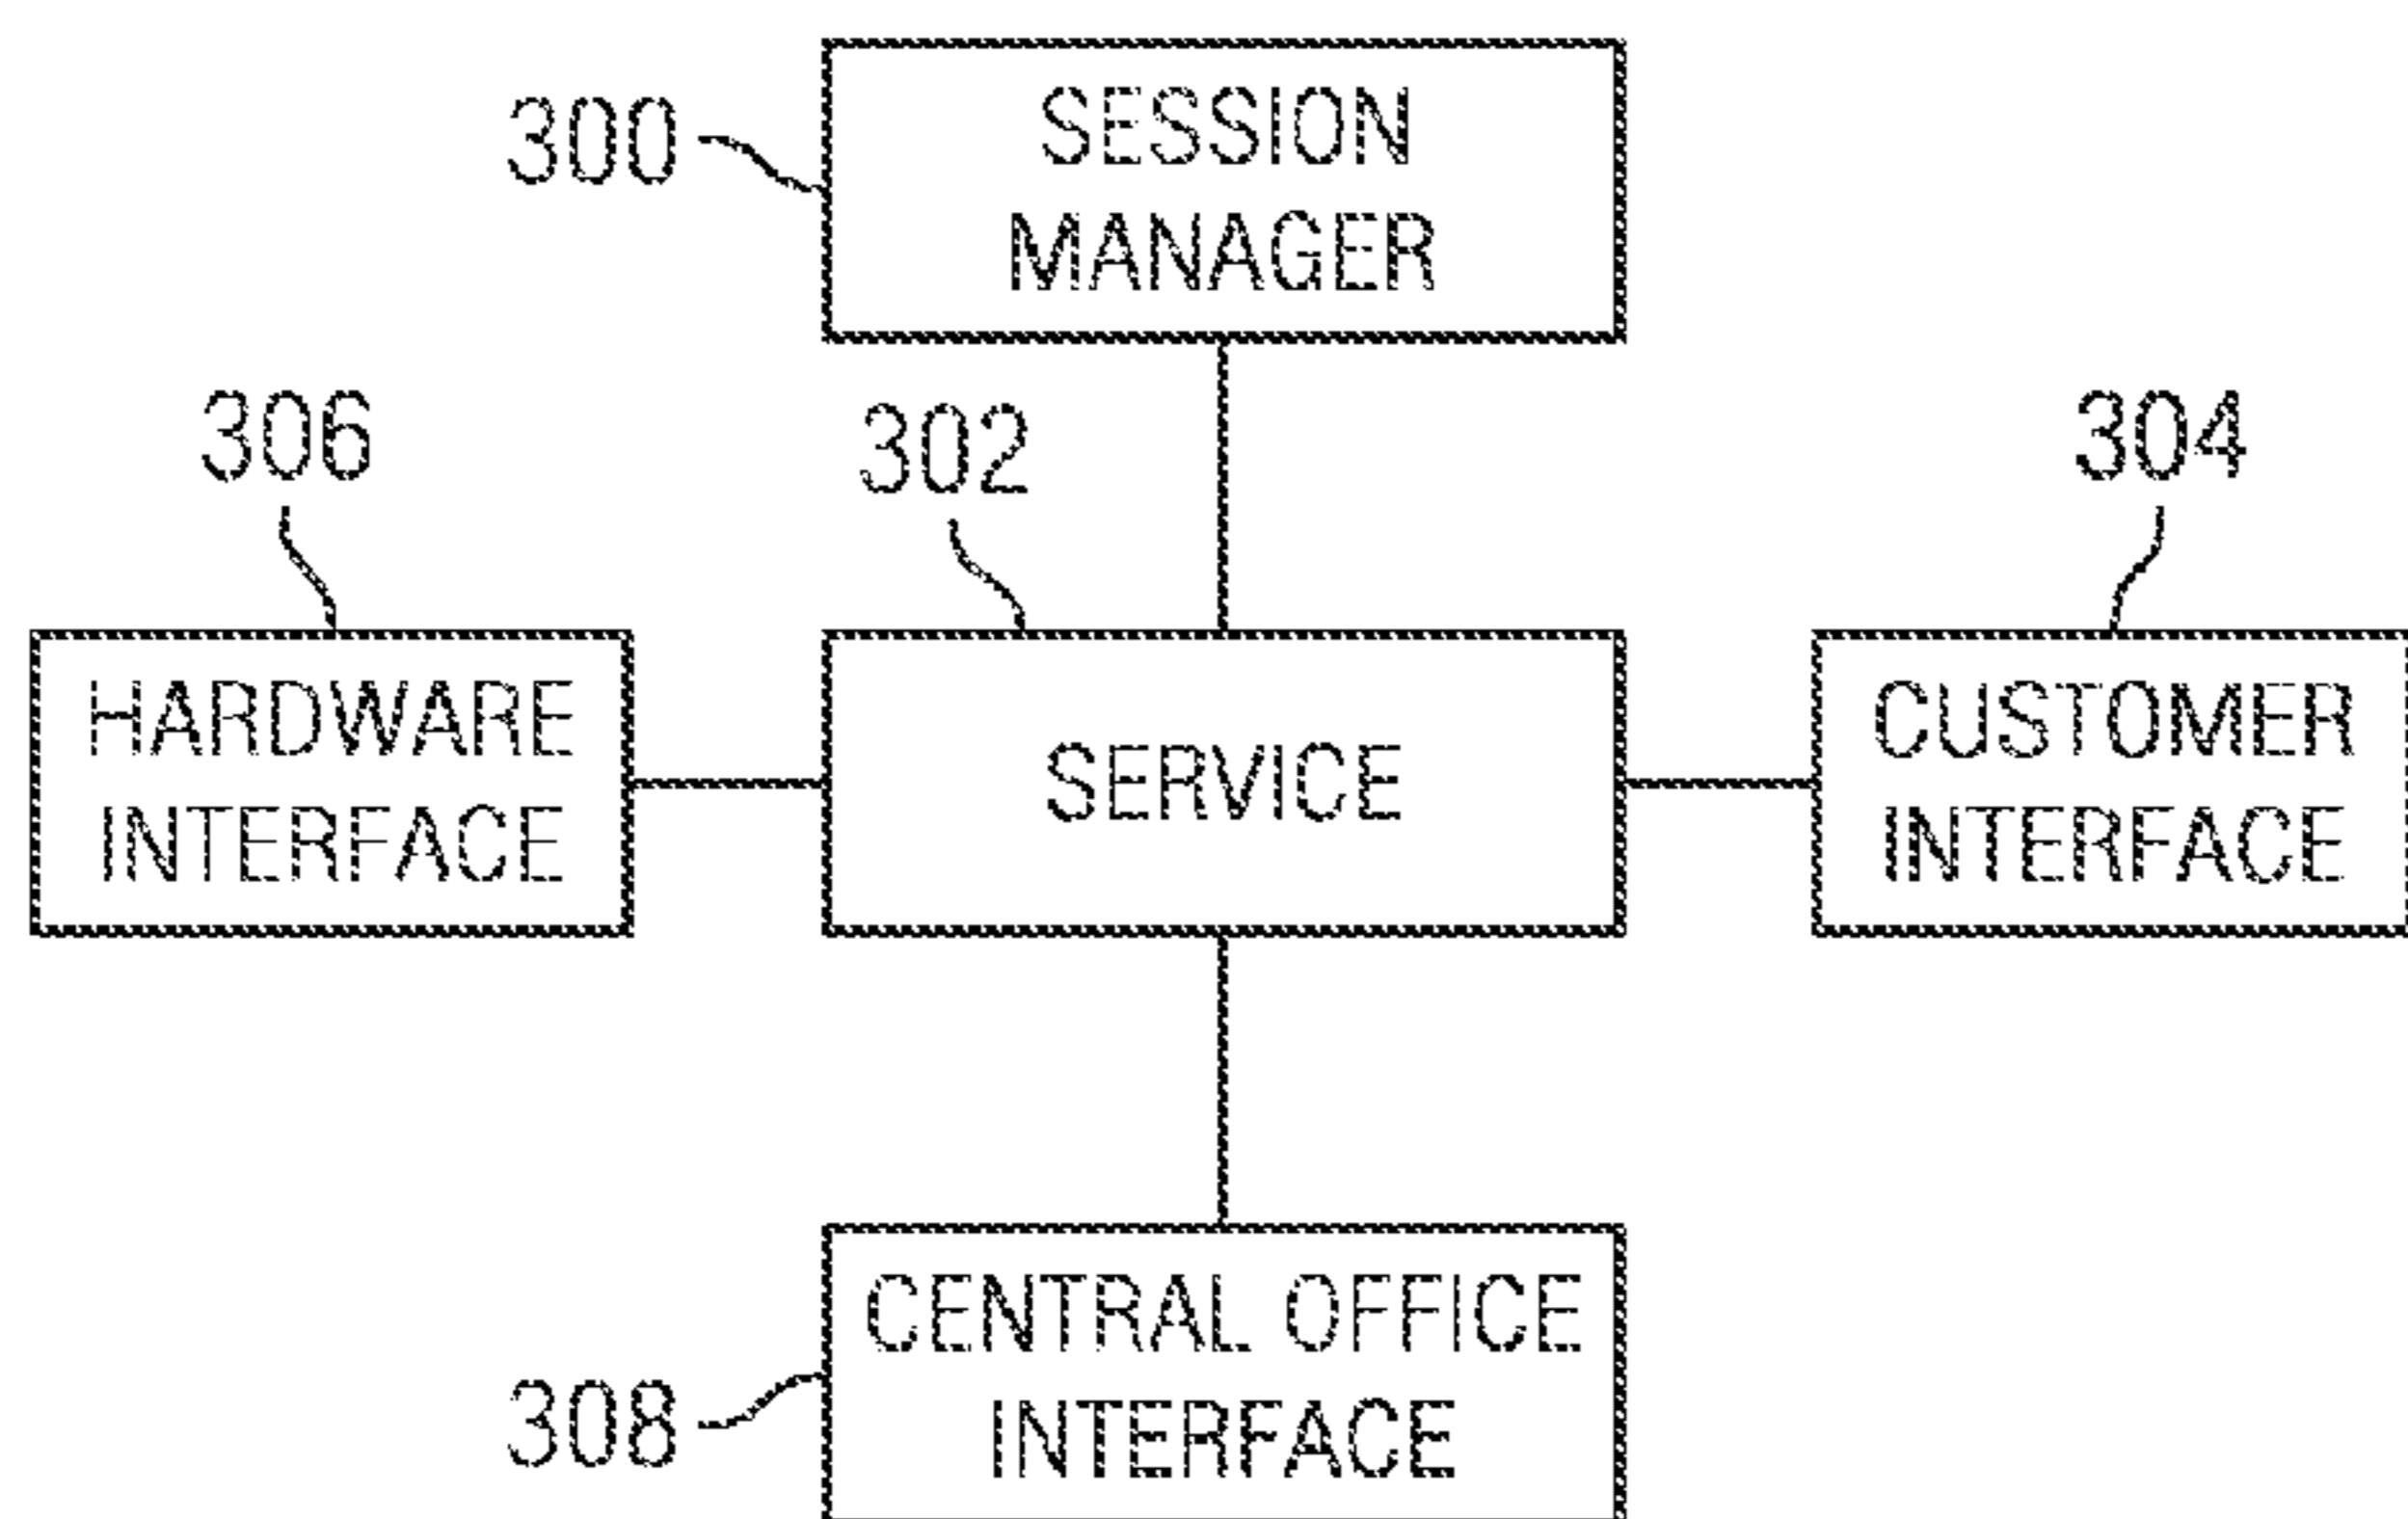 300
SESSION
MANAGER
306
302
304
HARDWARE
INTERFACE
SERVICE
CUSTOMER
INTERFACE
308
CENTRAL OFFICE
INTERFACE